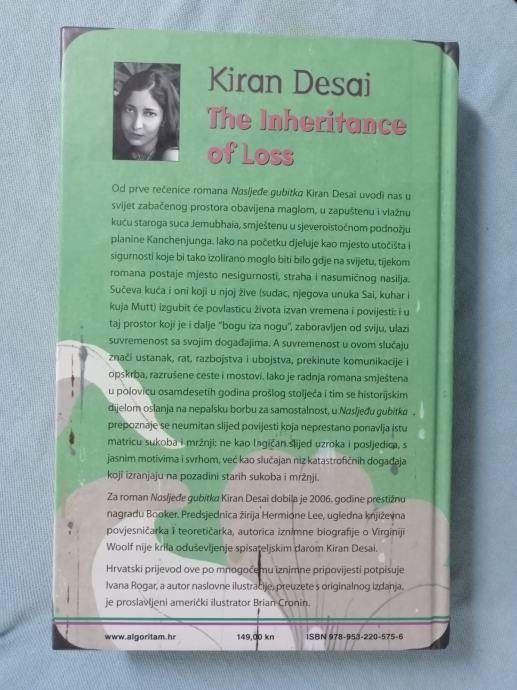 Kiran Desai
The Inheritance
of Loss
Od prve rečenice romana Nasljeđe gubitka Kiran Desai uvodi nas u
svijet zabačenog prostora obavijena maglom, u zapuštenu i vlažnu
kuću staroga suca Jemubhaia, smještenu u sjeveroistočnom podnožju
planine Kanchenjunga. Iako na početku djeluje kao mjesto utočišta i
sigurnosti koje bi tako izolirano moglo biti bilo gdje na svijetu, tijekom
romana postaje mjesto nesigurnosti, straha i nasumičnog nasilja.
Sučeva kuća i oni koji u njoj žive (sudac, njegova unuka Sai, kuhar i
kuja Mutt) izgubit će povlasticu života izvan vremena i povijesti: i u
taj prostor koji je i dalje "bogu iza nogu", zaboravljen od sviju, ulazi
suvremenost sa svojim događajima. A suvremenost u ovom slučaju
znači ustanak, rat, razbojstva i ubojstva, prekinute komunikacije i
opskrba, razrušene ceste i mostovi. Iako je radnja romana smještena
u polovicu osamdesetih godina prošlog stoljeća i tim se historijskim
dijelom oslanja na nepalsku borbu za samostalnost, u Nasljeđu gubitka
prepoznaje se neumitan slijed povijesti koja neprestano ponavlja istu
matricu sukoba i mržnji; ne kao logičan slijed uzroka i posljedica, s
jasnim motivima i svrhom, već kao slučajan niz katastrofičnih događaja
koji izranjaju na pozadini starih sukoba i mržnji.
Za roman Nasljeđe gubitka Kiran Desai dobila je 2006. godine prestižnu
nagradu Booker. Predsjednica žirija Hermione Lee, ugledna književna
povjesničarka i teoretičarka, autorica iznimne biografije o Virginiji
Woolf nije krila oduševljenje spisateljskim darom Kiran Desai.
Hrvatski prijevod ove po mnogočemu iznimne pripovijesti potpisuje
Ivana Rogar, a autor naslovne ilustracije, preuzete s originalnog izdanja,
je proslavljeni američki ilustrator Brian Cronin.
www.algoritam.hr 149,00 kn ISBN 978-953-220-575-6